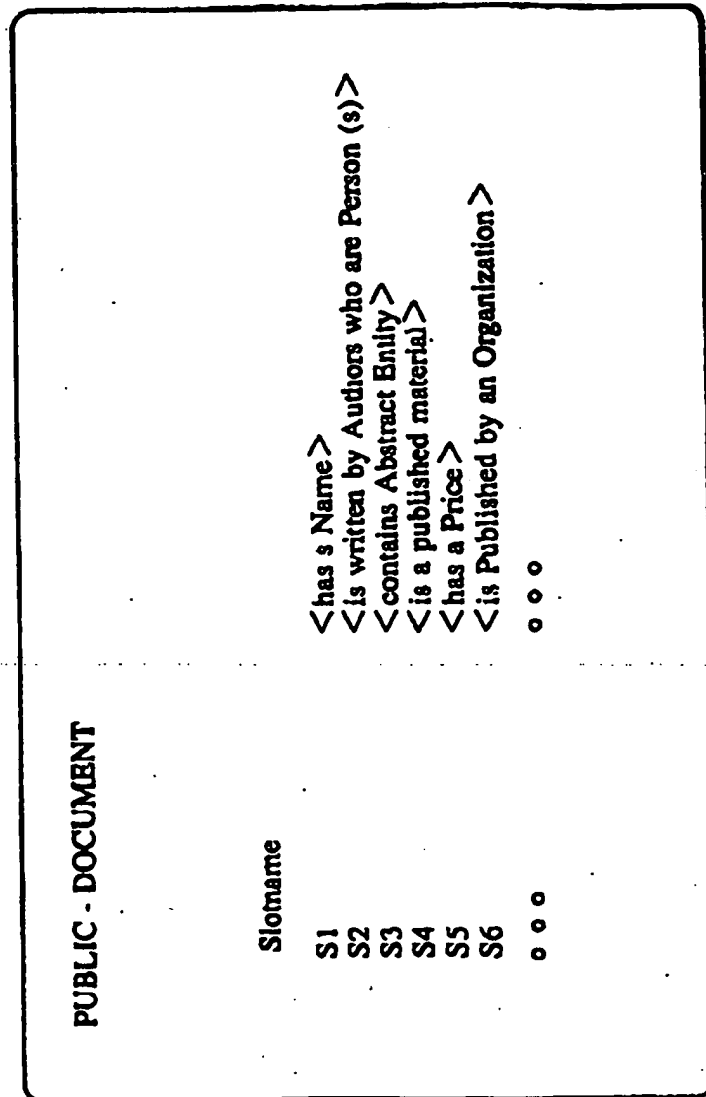 PUBLIC - DOCUMENT
Slotname
S1 <has s Name>
S2 <is written by Authors who are Person (s)>
S3 <contains Abstract Entity>
S4 <is a published material>
S5 <has a Price>
S6 <is Published by an Organization>
o o o o o o